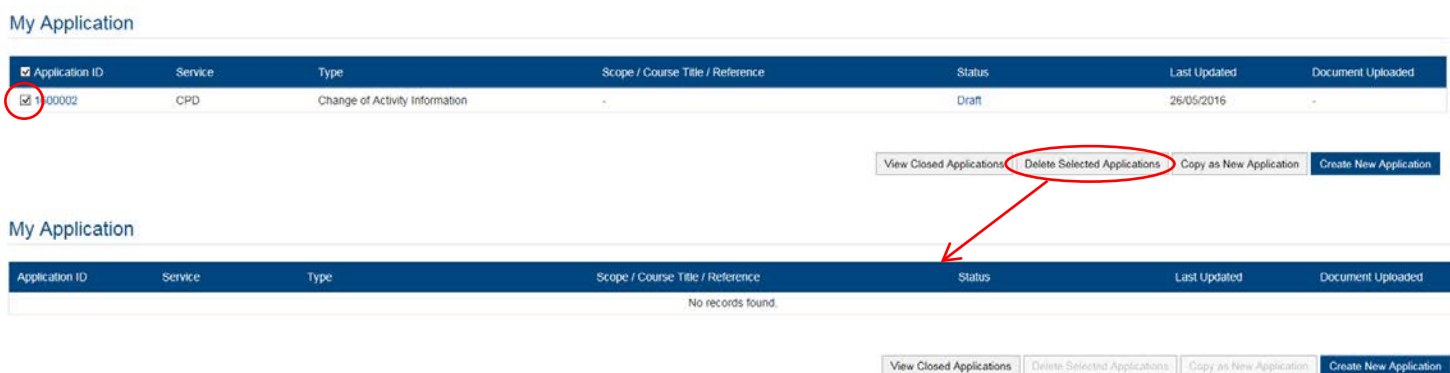 My Application
Application ID Service Type Scope / Course Title / Reference Status Last Updated Document Uploaded
1600002 CPD Change of Activity Information - Draft 26/05/2016 -
View Closed Applications Delete Selected Applications Copy as New Application Create New Application
My Application
Application ID Service Type Scope / Course Title / Reference Status Last Updated Document Uploaded
No records found.
View Closed Applications Delete Selected Applications Copy as New Application Create New Application